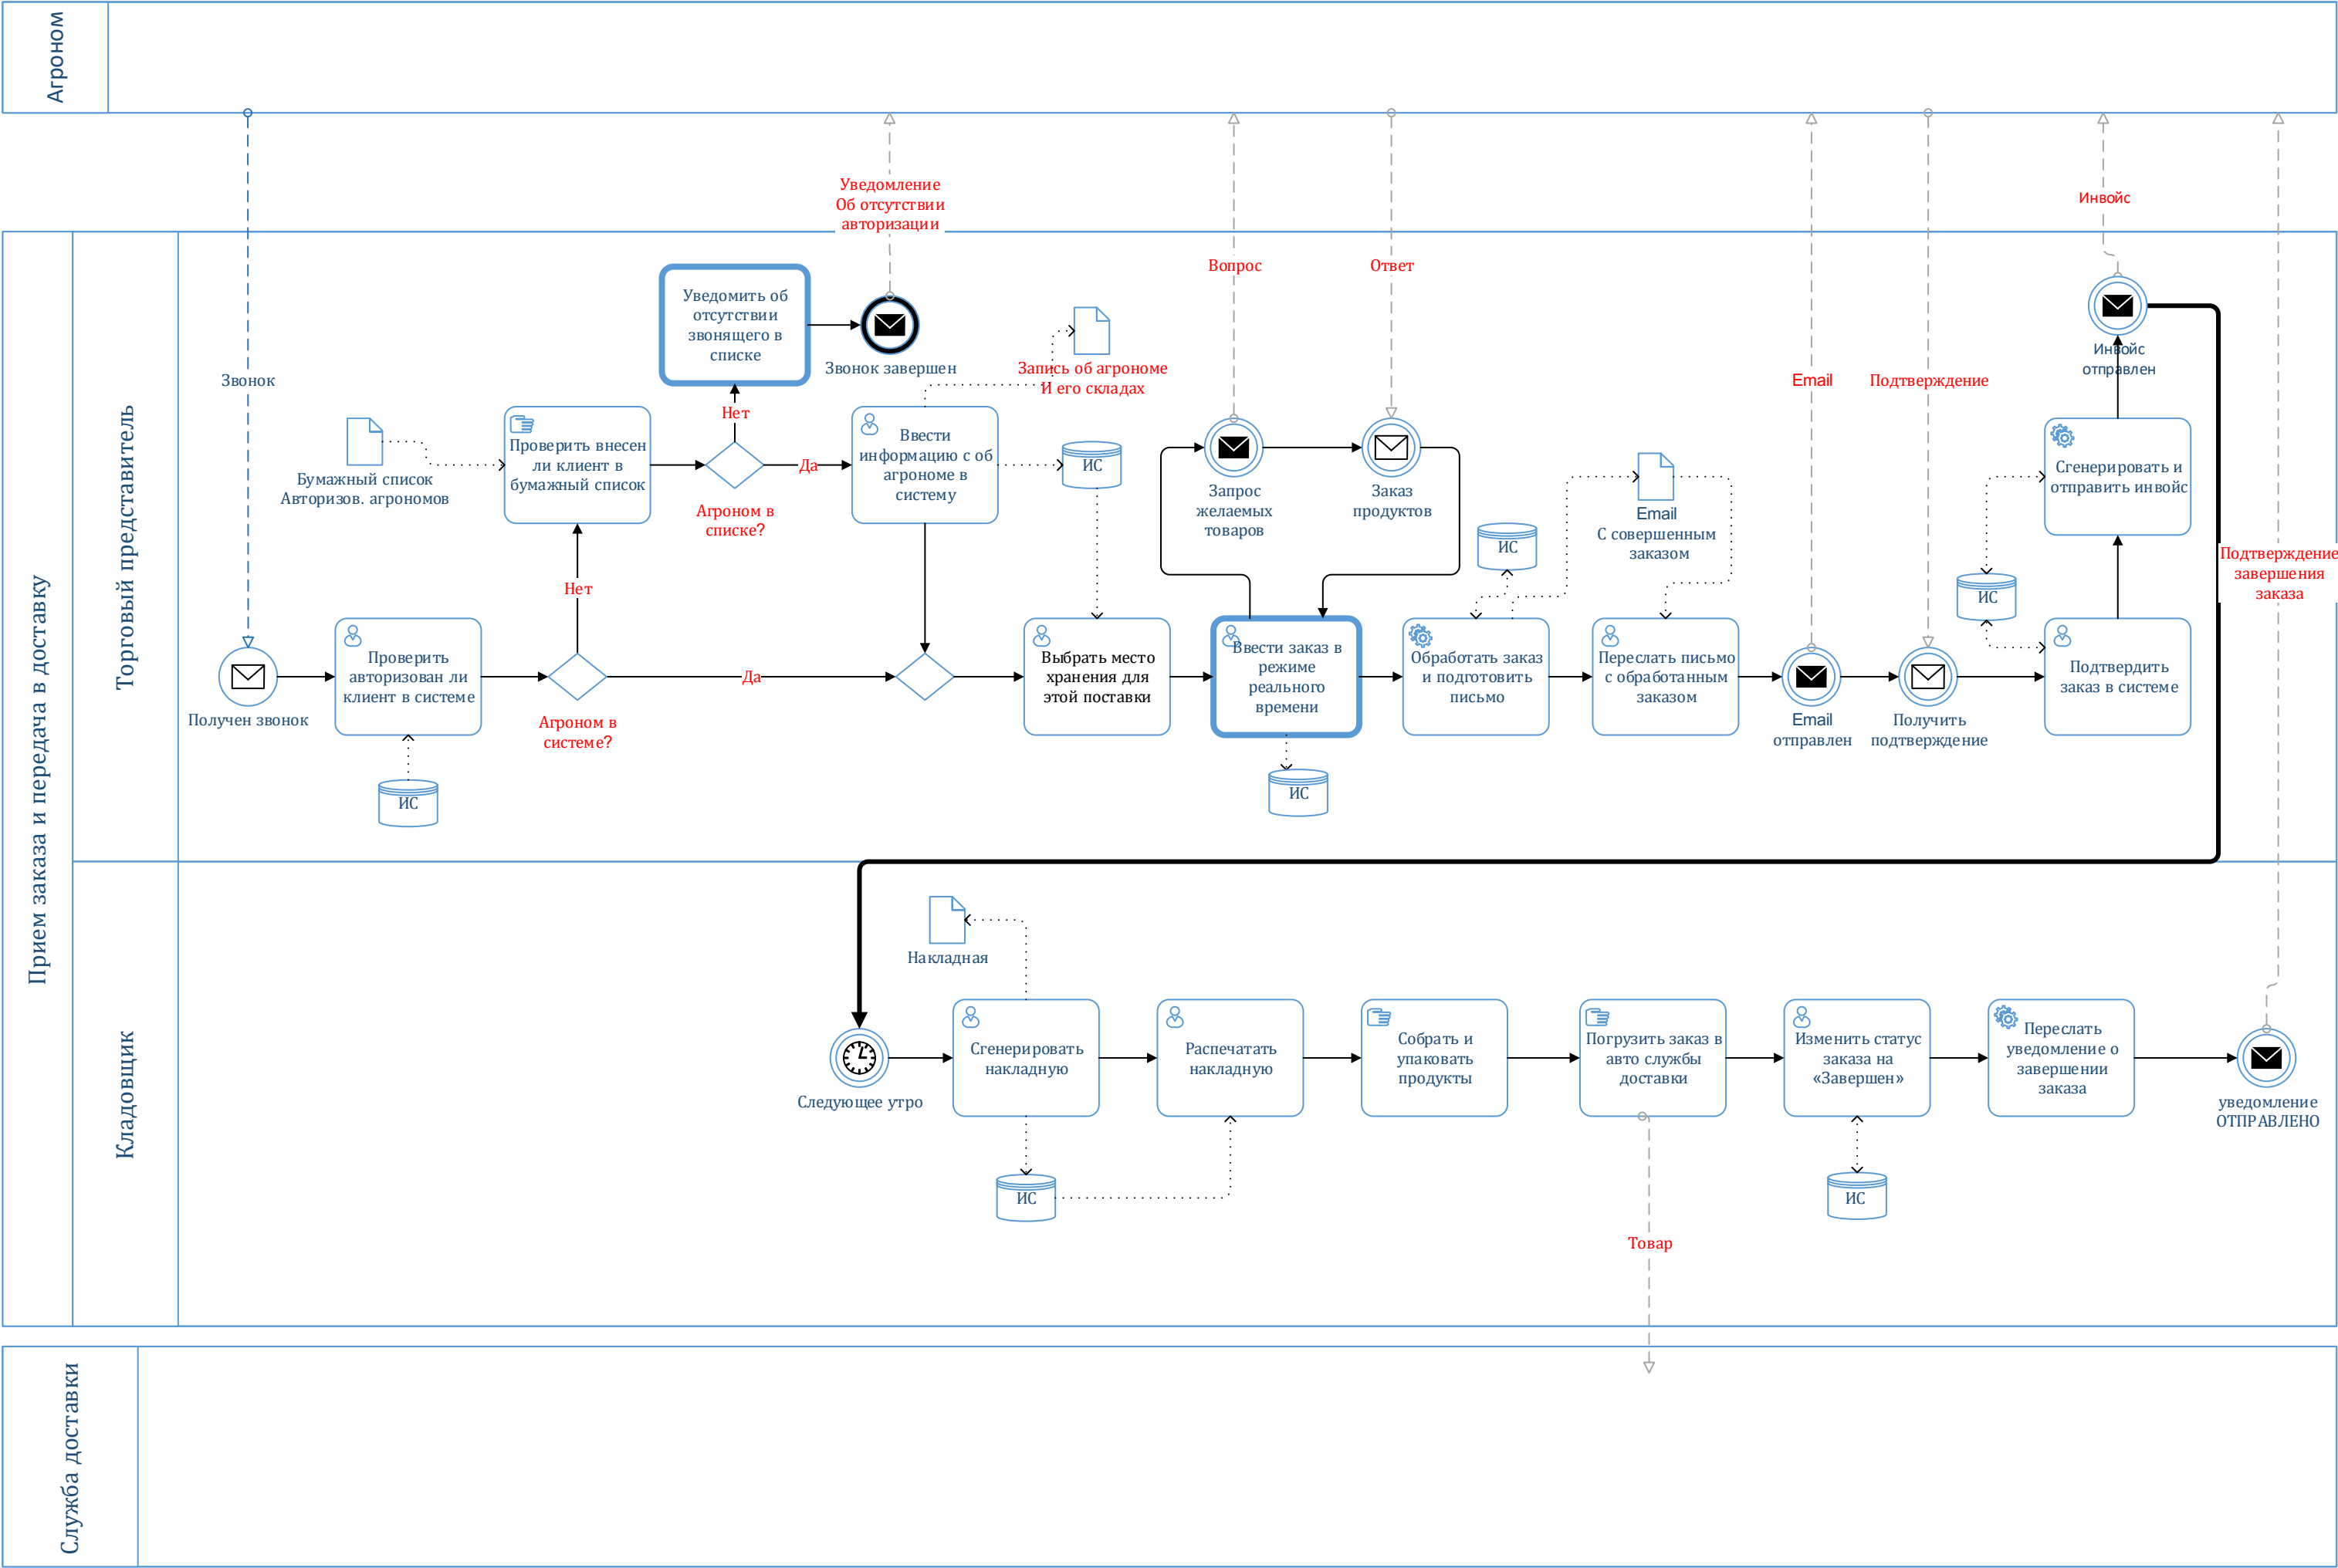 Агроном
Прием заказа и передача в доставку
Торговый представитель
Уведомление
Об отсутствии
авторизации
Инвойс
Вопрос
Ответ
Звонок
Email
Подтверждение
Уведомить об
отсутствии
звонящего в
списке
Звонок завершен
Запись об агрономе
И его складах
Инвойс
отправлен
Нет
Бумажный список
Авторизов. агрономов
Проверить внесен
ли клиент в
бумажный список
Да
Агроном в
списке?
Ввести
информацию с об
агрономе в
систему
ИС
Запрос
желаемых
товаров
Заказ
продуктов
ИС
Email
С совершенным
заказом
Сгенерировать и
отправить инвойс
ИС
Подтверждение
завершения
заказа
Нет
Получен звонок
Проверить
авторизован ли
клиент в системе
ИС
Агроном в
системе?
Да
Выбрать место
хранения для
этой поставки
Ввести заказ в
режиме
реального
времени
ИС
Обработать заказ
и подготовить
письмо
Переслать письмо
с обработанным
заказом
Email
отправлен
Получить
подтверждение
Подтвердить
заказ в системе
Кладовщик
Накладная
Следующее утро
Сгенерировать
накладную
ИС
Распечатать
накладную
Собрать и
упаковать
продукты
Погрузить заказ в
авто службы
доставки
Изменить статус
заказа на
«Завершен»
ИС
Переслать
уведомление о
завершении
заказа
уведомление
ОТПРАВЛЕНО
Товар
Служба доставки